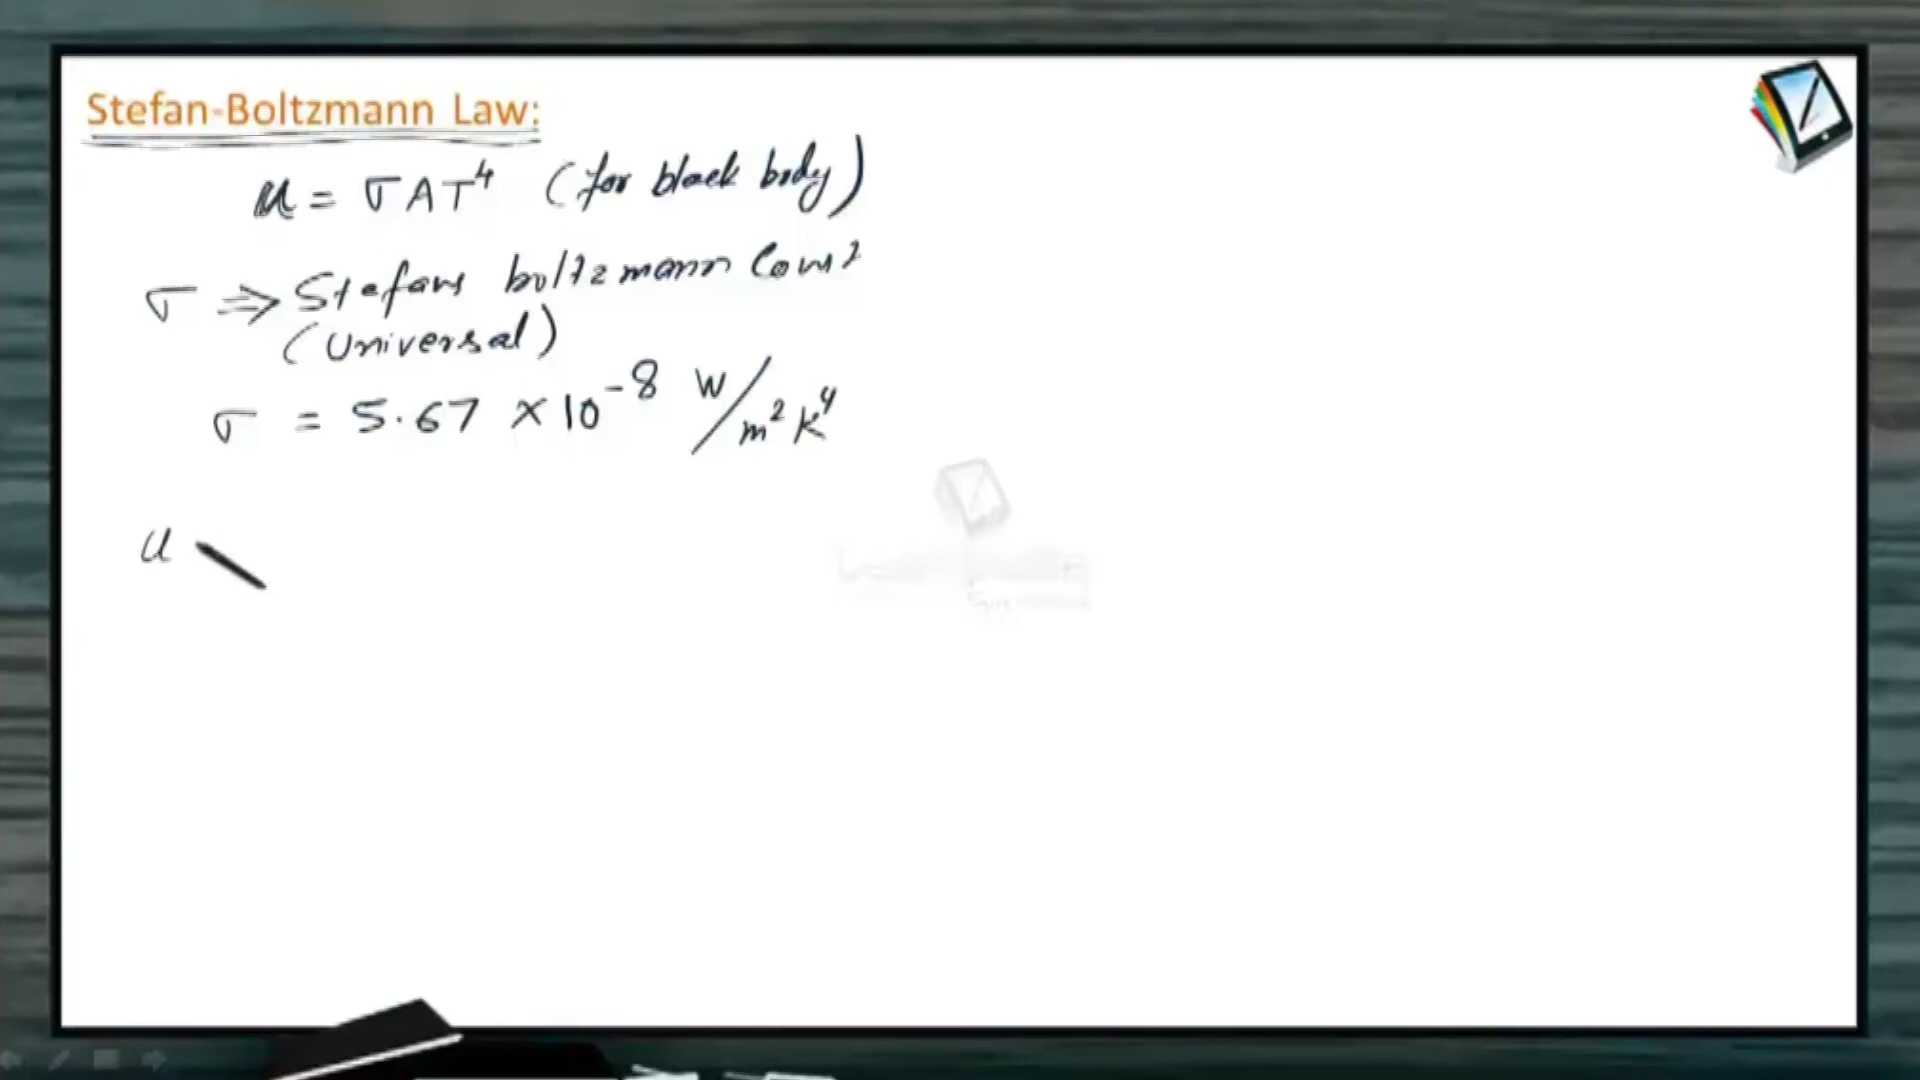 Stefan-Boltzmann Law:
u = σAT⁴ (for black body)
σ ⇒ Stefans boltzmann Const
(Universal)
σ = 5.67 × 10⁻⁸ W/m²K⁴
u